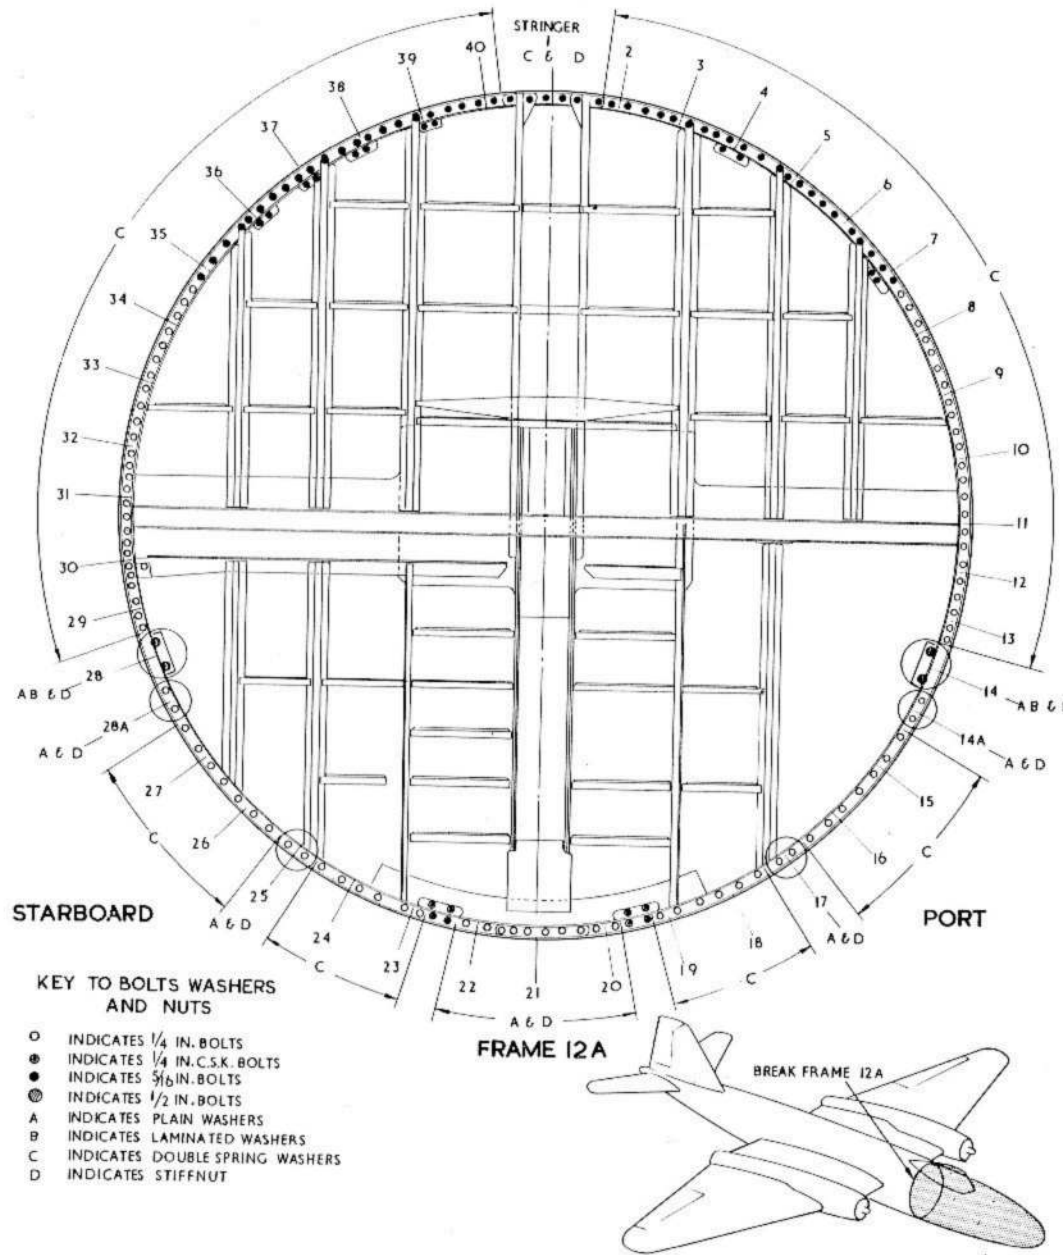 STRINGER
1
C & D
40
39
38
37
36
C
35
34
33
32
31
30
29
28
AB & D
28A
A & D
27
C
26
25
A & D
24
C
23
22
21
A & D
20
19
C
18
17
A & D
16
C
15
14A
A & D
14
AB &
13
12
11
10
9
8
7
C
6
5
4
3
2
STARBOARD
PORT
FRAME 12A
KEY TO BOLTS WASHERS
AND NUTS
INDICATES 1/4 IN. BOLTS
INDICATES 1/4 IN. C.S.K. BOLTS
INDICATES 5/16 IN. BOLTS
INDICATES 1/2 IN. BOLTS
A INDICATES PLAIN WASHERS
B INDICATES LAMINATED WASHERS
C INDICATES DOUBLE SPRING WASHERS
D INDICATES STIFFNUT
BREAK FRAME 12A